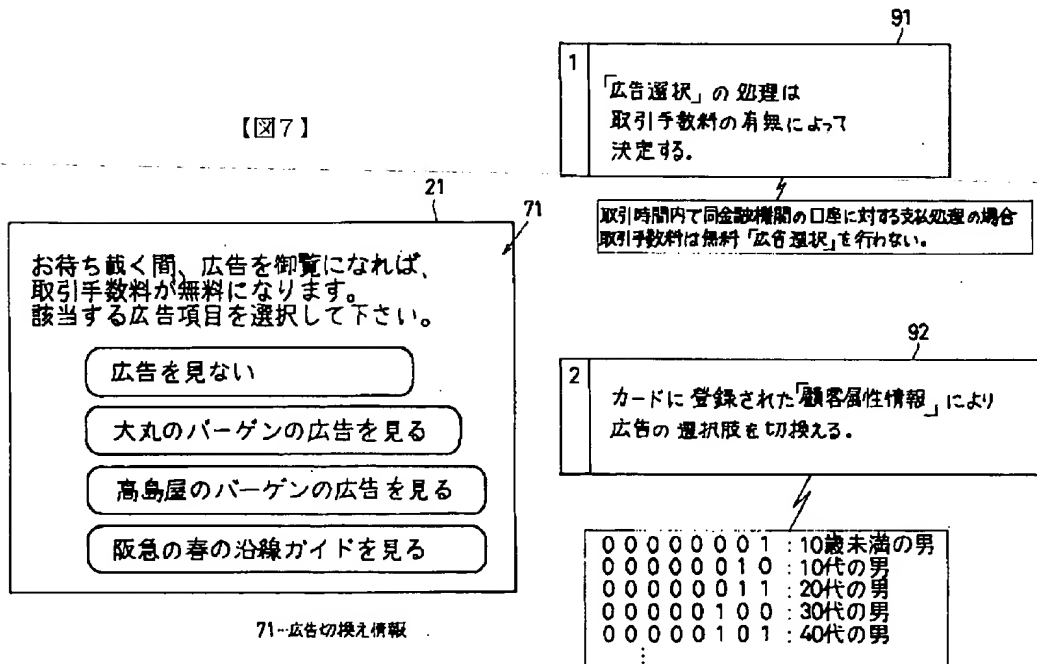 【図7】
21
71
お待ち戴く間、広告を御覧になれば、
取引手数料が無料になります。
該当する広告項目を選択して下さい。
広告を見ない
大丸のバーゲンの広告を見る
高島屋のバーゲンの広告を見る
阪急の春の沿線ガイドを見る
71…広告切換え情報
91
1
「広告選択」の処理は
取引手数料の有無によって
決定する。
取引時間内で同金融機関の口座に対する支払処理の場合
取引手数料は無料「広告選択」を行わない。
92
2
カードに登録された「顧客属性情報」により
広告の選択肢を切換える。
00000001:10歳未満の男
00000010:10代の男
00000011:20代の男
00000100:30代の男
00000101:40代の男
⋮